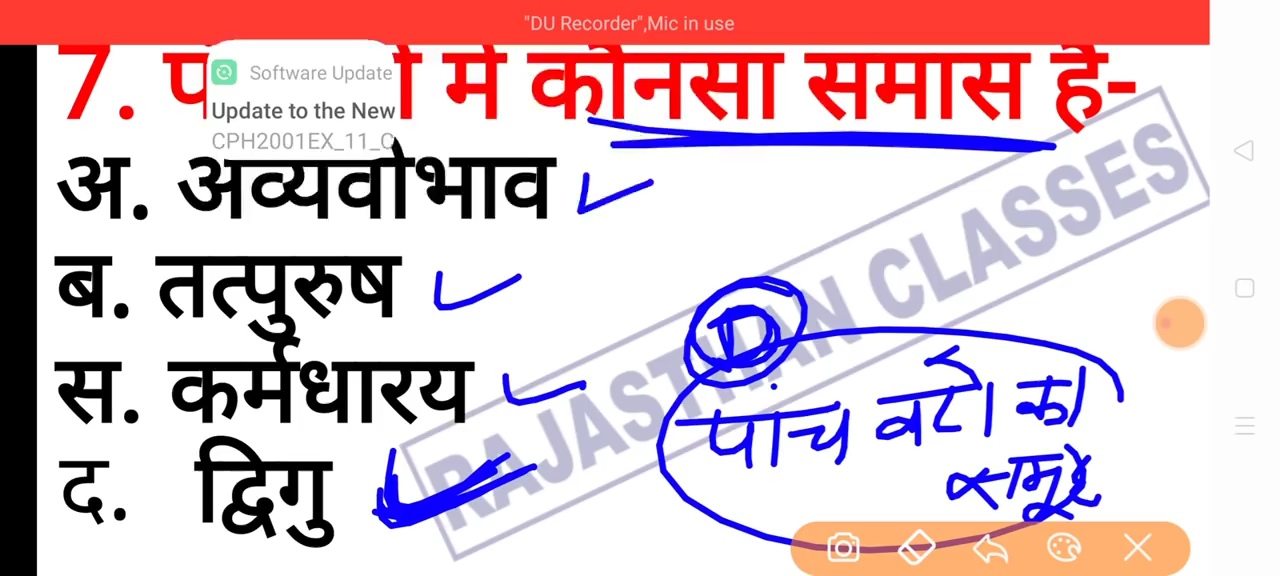 "DU Recorder",Mic in use
Software Update
Update to the New
CPH2001EX_11_C
7. में कौनसा समास है-
अ. अव्ययीभाव
ब. तत्पुरुष
स. कर्मधारय
द. द्विगु
D
पांच वटों का
समूह
RAJASTHAN CLASSES